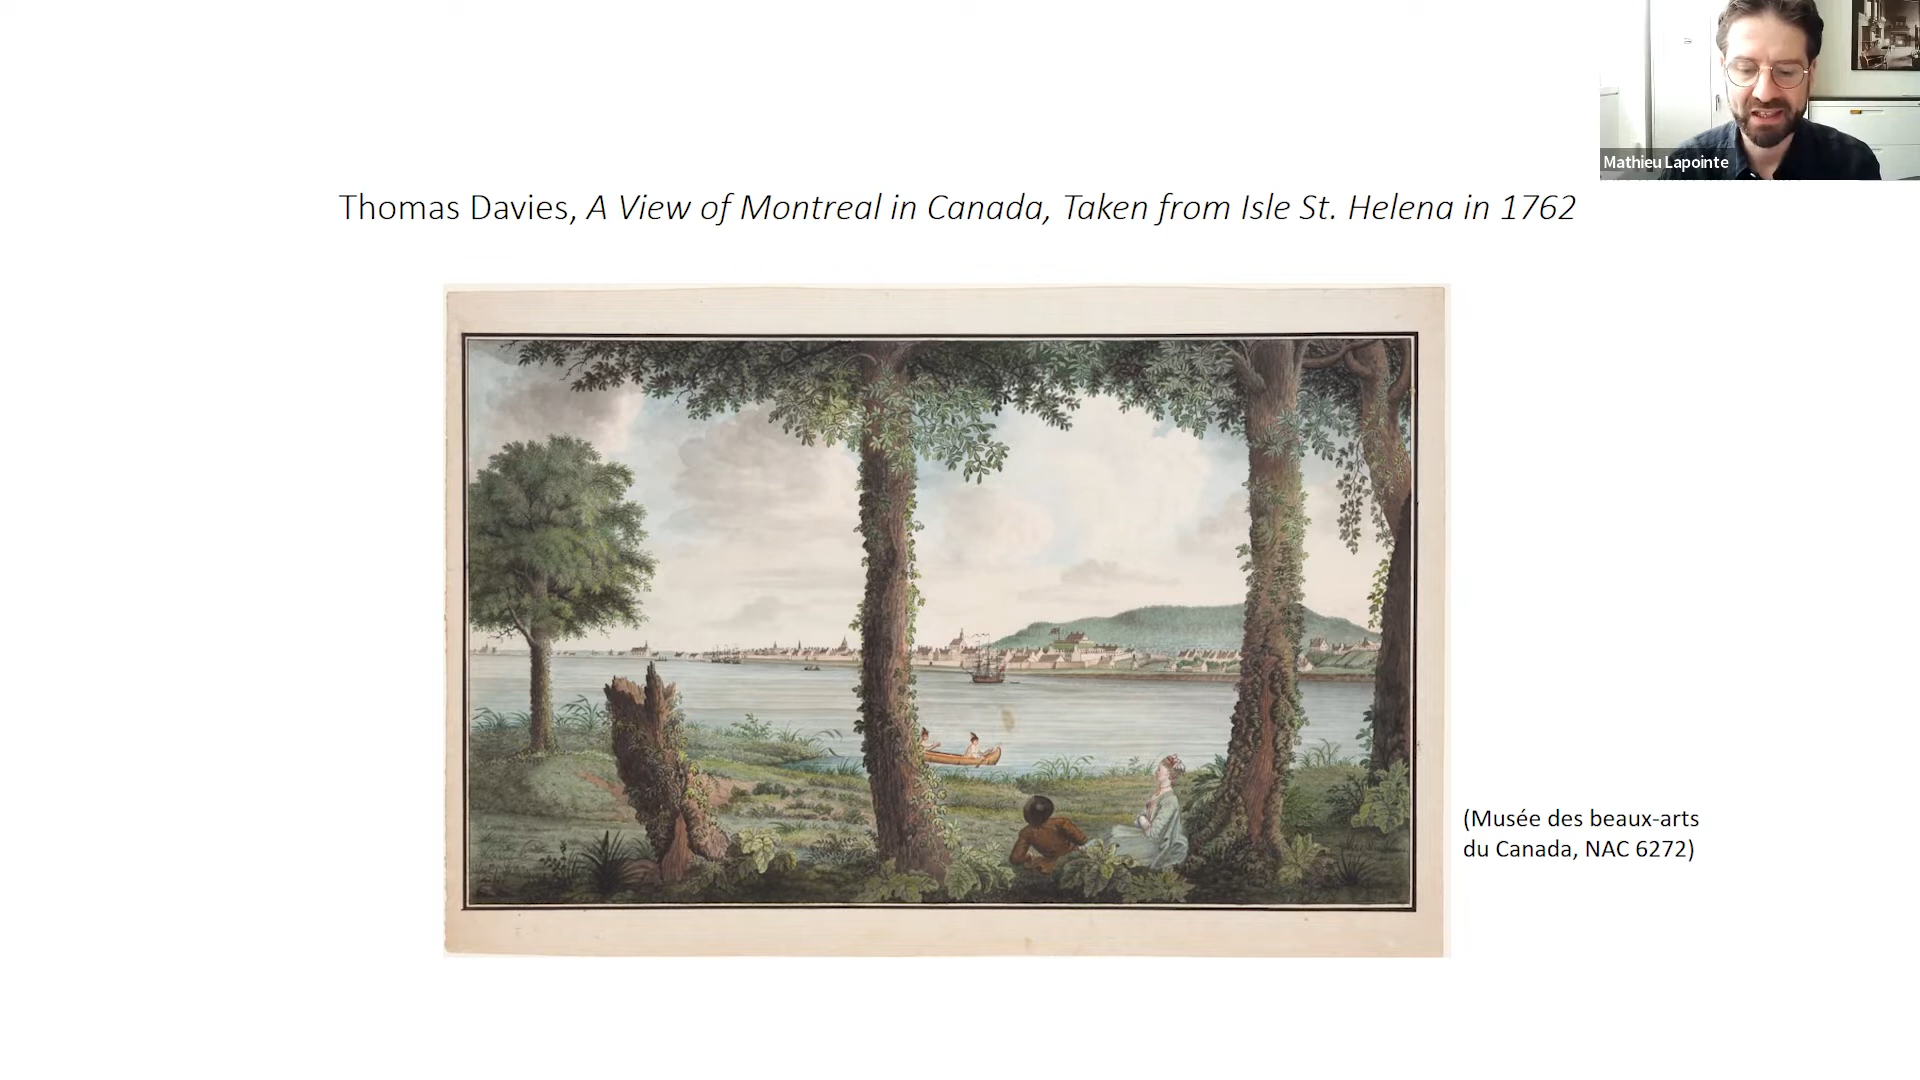 Mathieu Lapointe
Thomas Davies, A View of Montreal in Canada, Taken from Isle St. Helena in 1762
(Musée des beaux-arts
du Canada, NAC 6272)